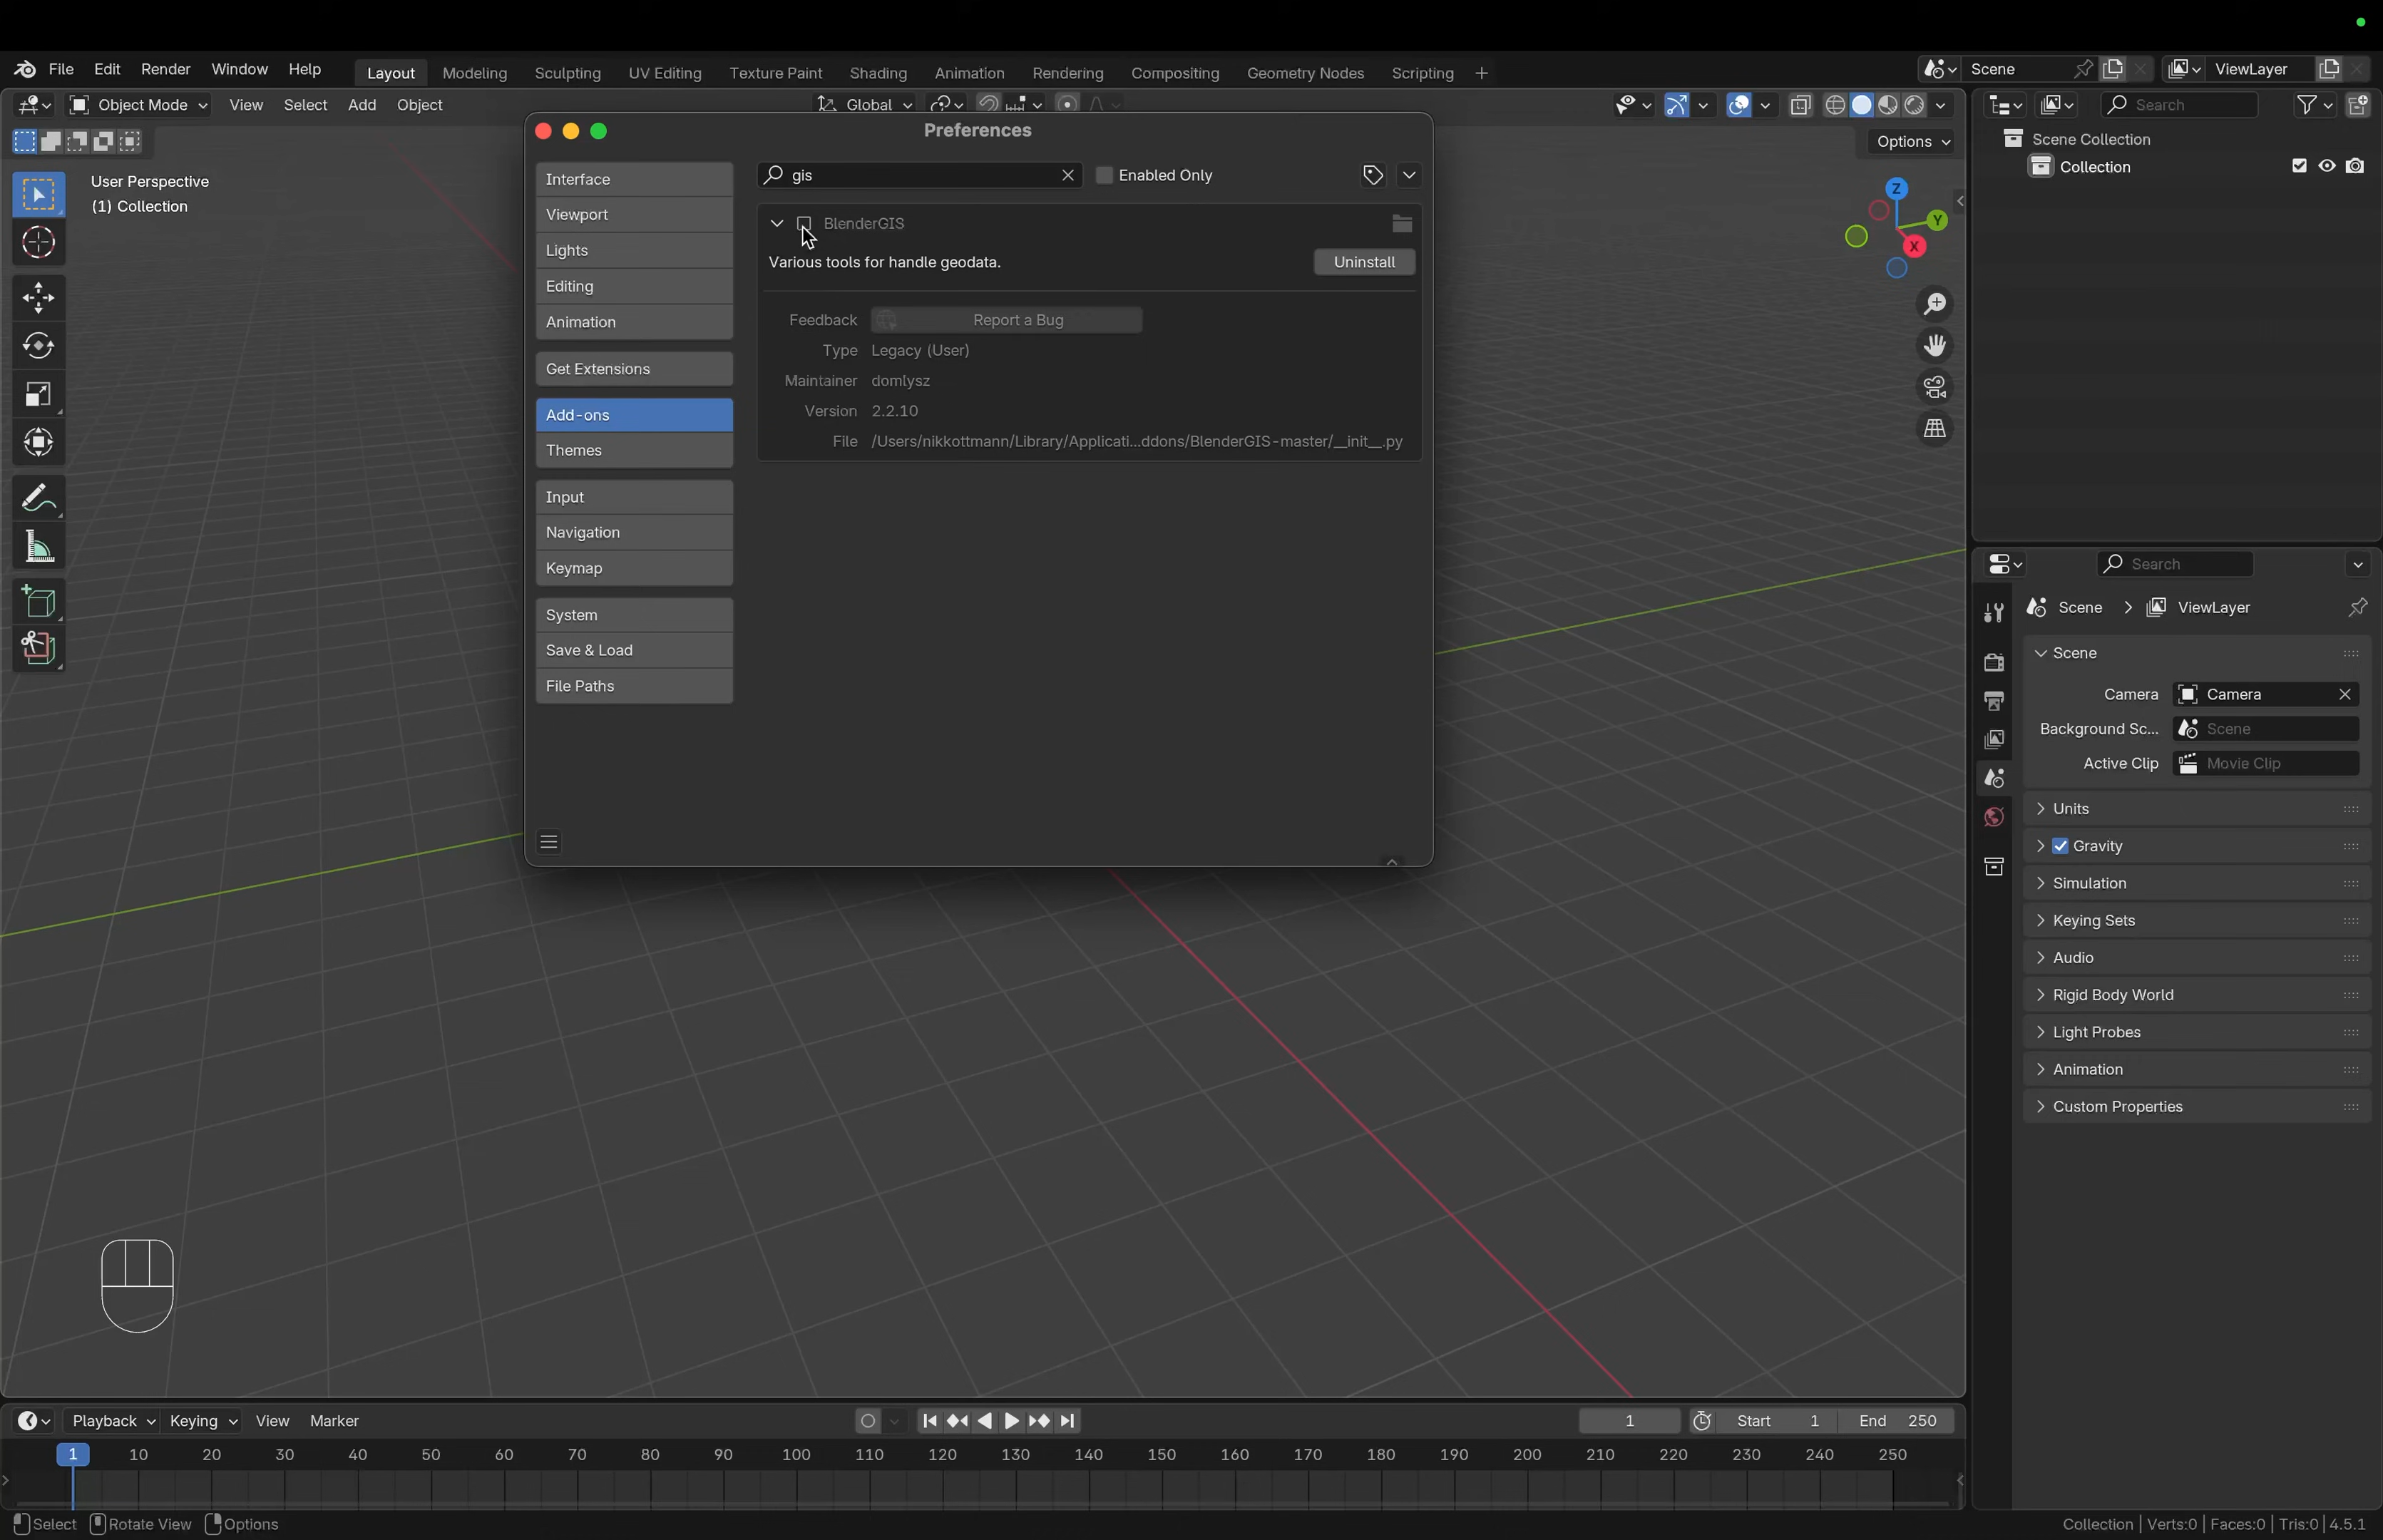 File Edit Render Window Help Layout Modeling Sculpting UV Editing Texture Paint Shading Animation Rendering Compositing Geometry Nodes Scripting + Scene ViewLayer
Object Mode View Select Add Object Global Search
Options
User Perspective
(1) Collection
Preferences
Interface
Viewport
Lights
Editing
Animation
Get Extensions
Add-ons
Themes
Input
Navigation
Keymap
System
Save & Load
File Paths
gis Enabled Only
BlenderGIS
Various tools for handle geodata. Uninstall
Feedback Report a Bug
Type Legacy (User)
Maintainer domlysz
Version 2.2.10
File /Users/nikkottmann/Library/Applicati...ddons/BlenderGIS-master/__init__.py
Z
Y
X
Scene Collection
Collection
Search
Scene > ViewLayer
Scene
Camera Camera
Background Sc... Scene
Active Clip Movie Clip
Units
Gravity
Simulation
Keying Sets
Audio
Rigid Body World
Light Probes
Animation
Custom Properties
Playback Keying View Marker 1 Start 1 End 250
1 10 20 30 40 50 60 70 80 90 100 110 120 130 140 150 160 170 180 190 200 210 220 230 240 250
Select Rotate View Options Collection | Verts:0 | Faces:0 | Tris:0 | 4.5.1